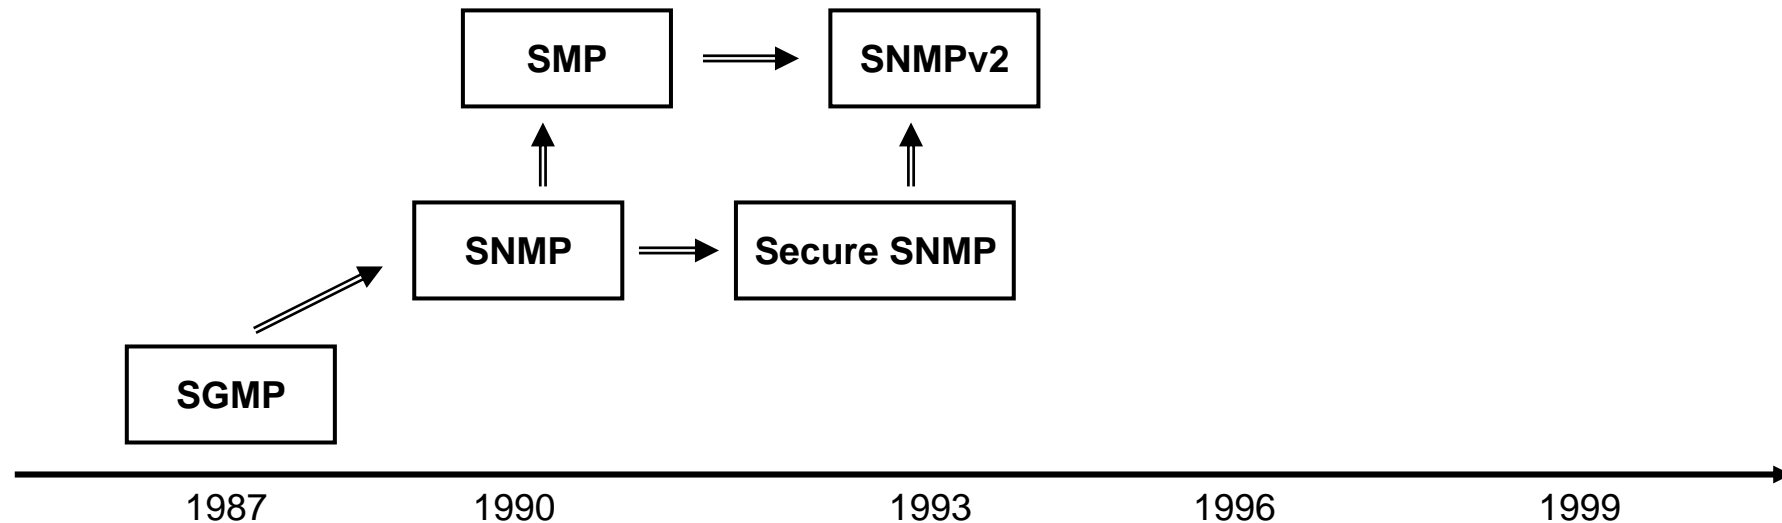 SMP
SNMPv2
SNMP
Secure SNMP
SGMP
1987
1990
1993
1996
1999